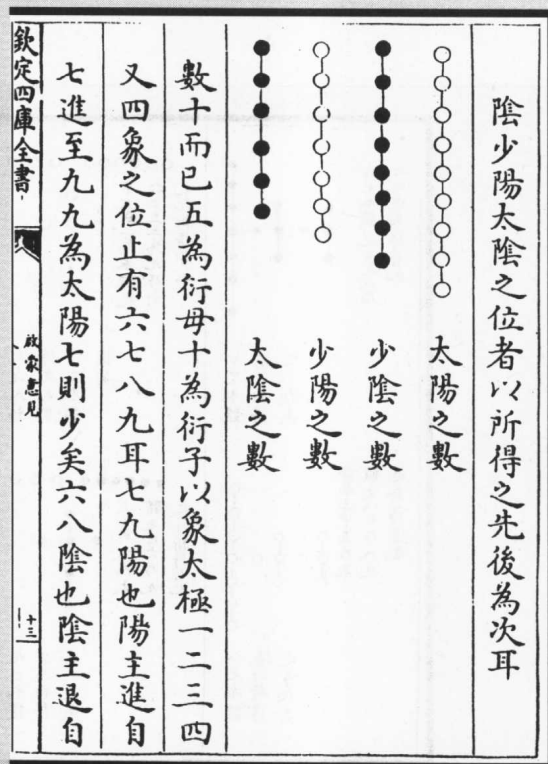 陰少陽太陰之位者以所得之先後為次耳
太陽之數
少陰之數
少陽之數
太陰之數
數十而已五為衍母十為衍子以象太極一二三四
又四象之位止有六七八九耳七九陽也陽主進自
七進至九九為太陽七則少矣六八陰也陰主退自
欽定四庫全書
啟蒙意見
十三